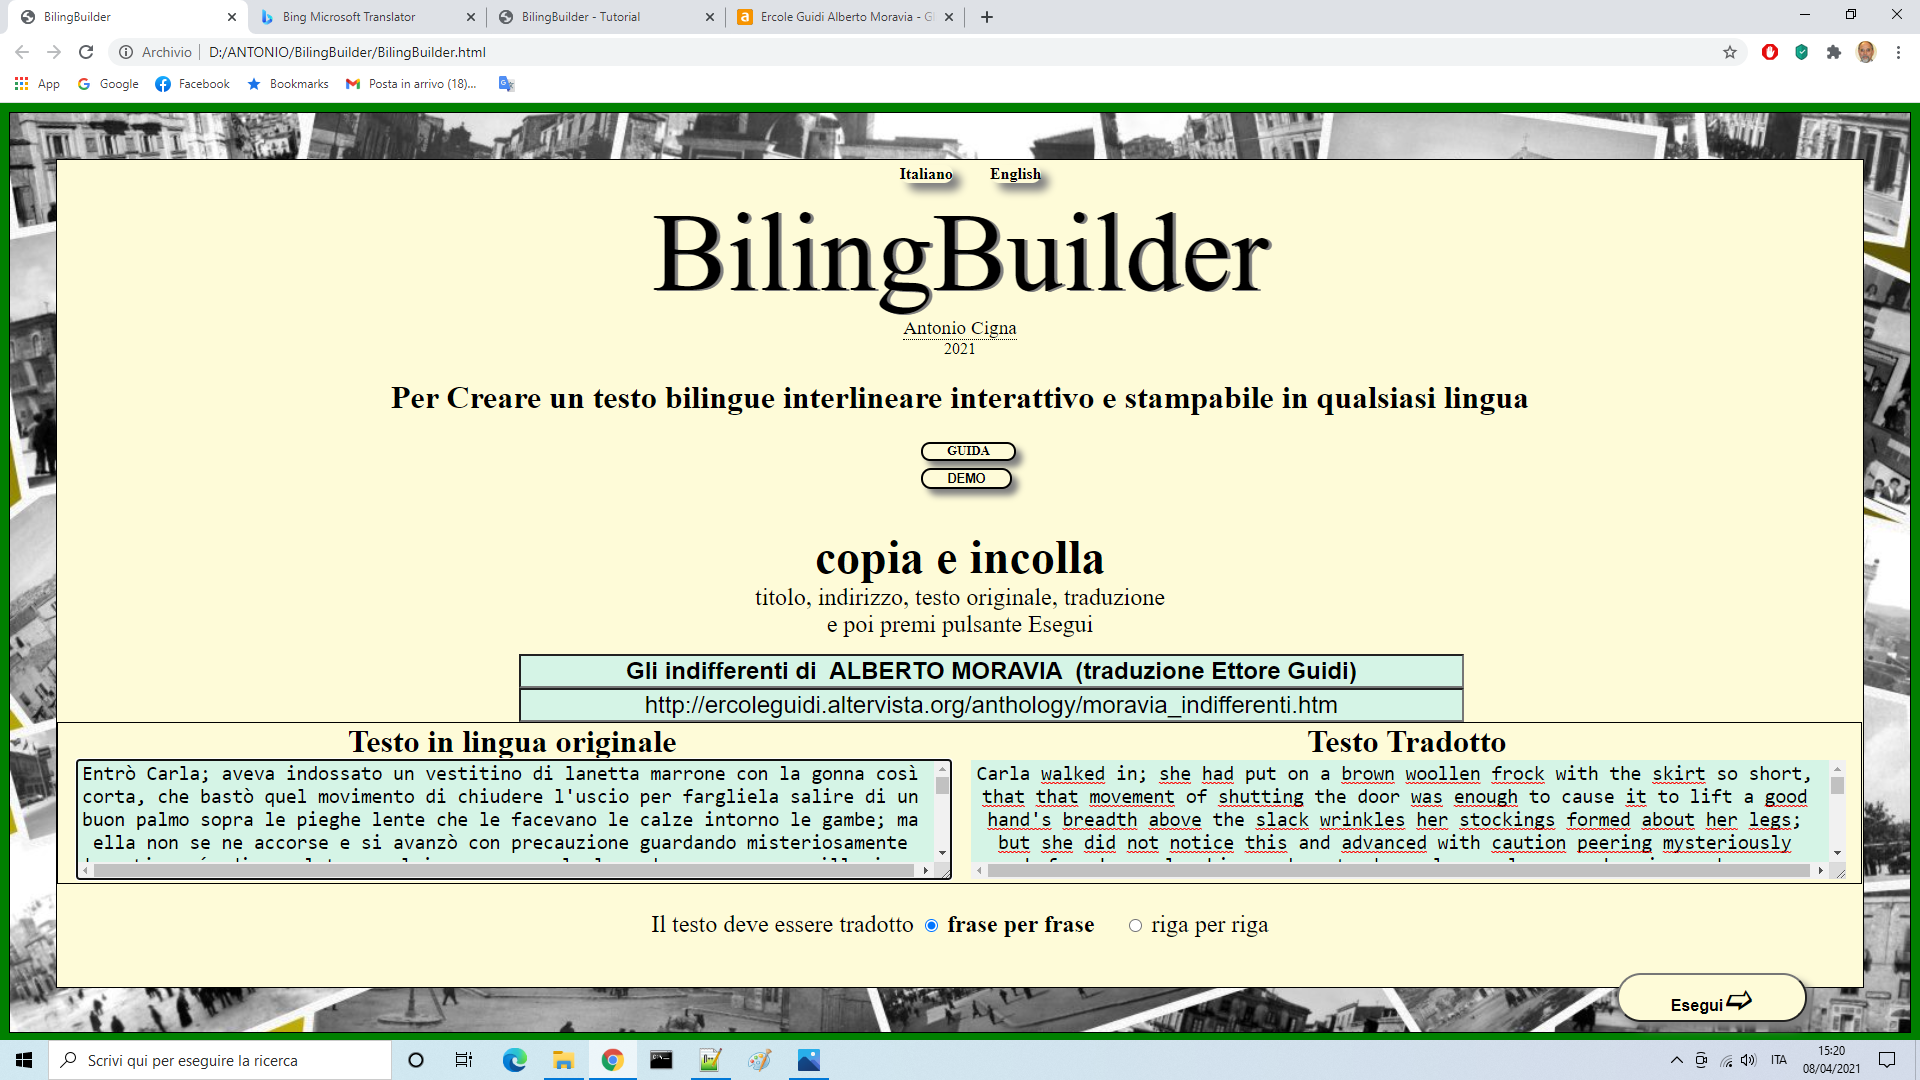 BilingBuilder
Bing Microsoft Translator
BilingBuilder - Tutorial
Ercole Guidi Alberto Moravia - G
Archivio
D:/ANTONIO/BilingBuilder/BilingBuilder.html
App
Google
Facebook
Bookmarks
Posta in arrivo (18)...
Italiano English
BilingBuilder
Antonio Cigna
2021
Per Creare un testo bilingue interlineare interattivo e stampabile in qualsiasi lingua
GUIDA
DEMO
copia e incolla
titolo, indirizzo, testo originale, traduzione
e poi premi pulsante Esegui
Gli indifferenti di  ALBERTO MORAVIA  (traduzione Ettore Guidi)
http://ercoleguidi.altervista.org/anthology/moravia_indifferenti.htm
Testo in lingua originale
Entrò Carla; aveva indossato un vestitino di lanetta marrone con la gonna così
corta, che bastò quel movimento di chiudere l'uscio per fargliela salire di un
buon palmo sopra le pieghe lente che le facevano le calze intorno le gambe; ma
ella non se ne accorse e si avanzò con precauzione guardando misteriosamente
Testo Tradotto
Carla walked in; she had put on a brown woollen frock with the skirt so short,
that that movement of shutting the door was enough to cause it to lift a good
hand's breadth above the slack wrinkles her stockings formed about her legs;
but she did not notice this and advanced with caution peering mysteriously
Il testo deve essere tradotto frase per frase riga per riga
Esegui
Scrivi qui per eseguire la ricerca
ITA
15:20
08/04/2021